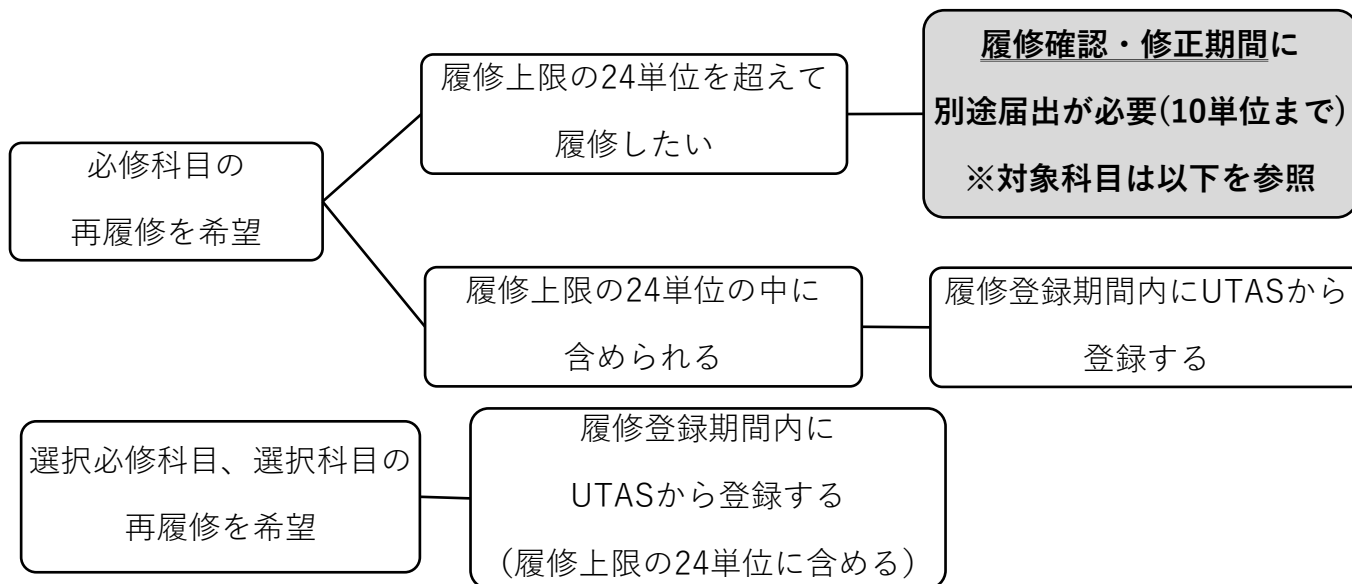 必修科目の
再履修を希望
履修上限の24単位を超えて
履修したい
履修確認・修正期間に
別途届出が必要(10単位まで)
※対象科目は以下を参照
履修上限の24単位の中に
含められる
履修登録期間内にUTASから
登録する
選択必修科目、選択科目の
再履修を希望
履修登録期間内に
UTASから登録する
（履修上限の24単位に含める）